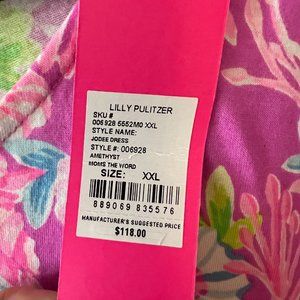 LILLY PULITZER
SKU #
006928 5552M0 XXL
STYLE NAME:
JODEE DRESS
STYLE #: 006928
AMETHYST
MOMS THE WORD
SIZE: XXL
889069 835576
MANUFACTURER'S SUGGESTED PRICE
$118.00